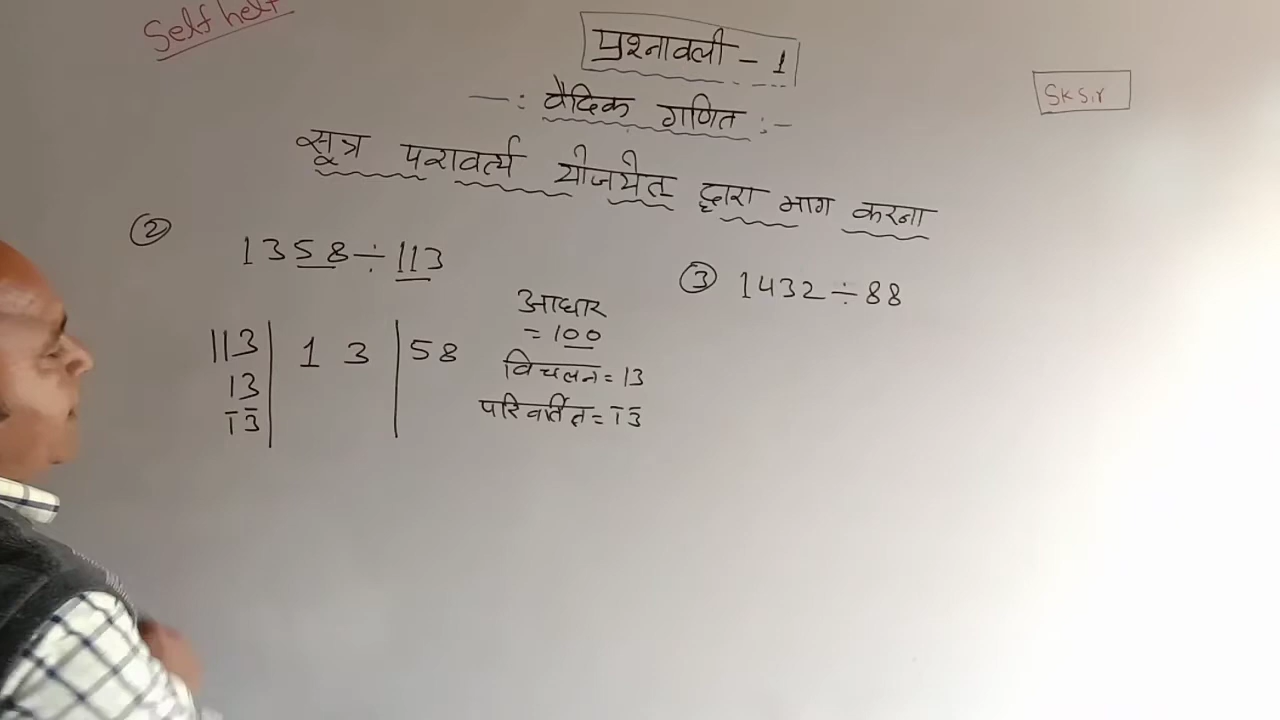 Self help
प्रश्नावली - 1
SK Sir
-: वैदिक गणित :-
सूत्र परावर्त्य योजयेत् द्वारा भाग करना
② 1358 ÷ 113
③ 1432 ÷ 88
113 | 1 3 | 58
13
1̄3̄
आधार
= 100
विचलन = 13
परिवर्तित = 1̄3̄